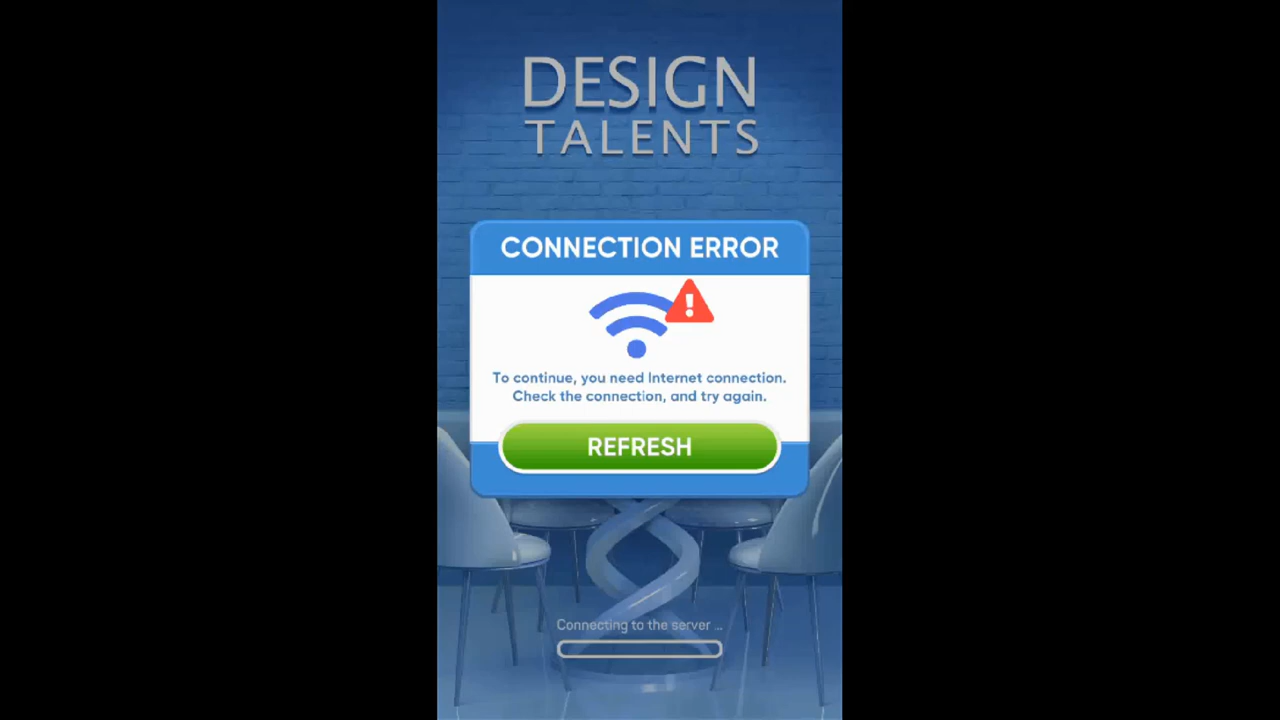 DESIGN
TALENTS
CONNECTION ERROR
To continue, you need Internet connection.
Check the connection, and try again.
REFRESH
Connecting to the server ...